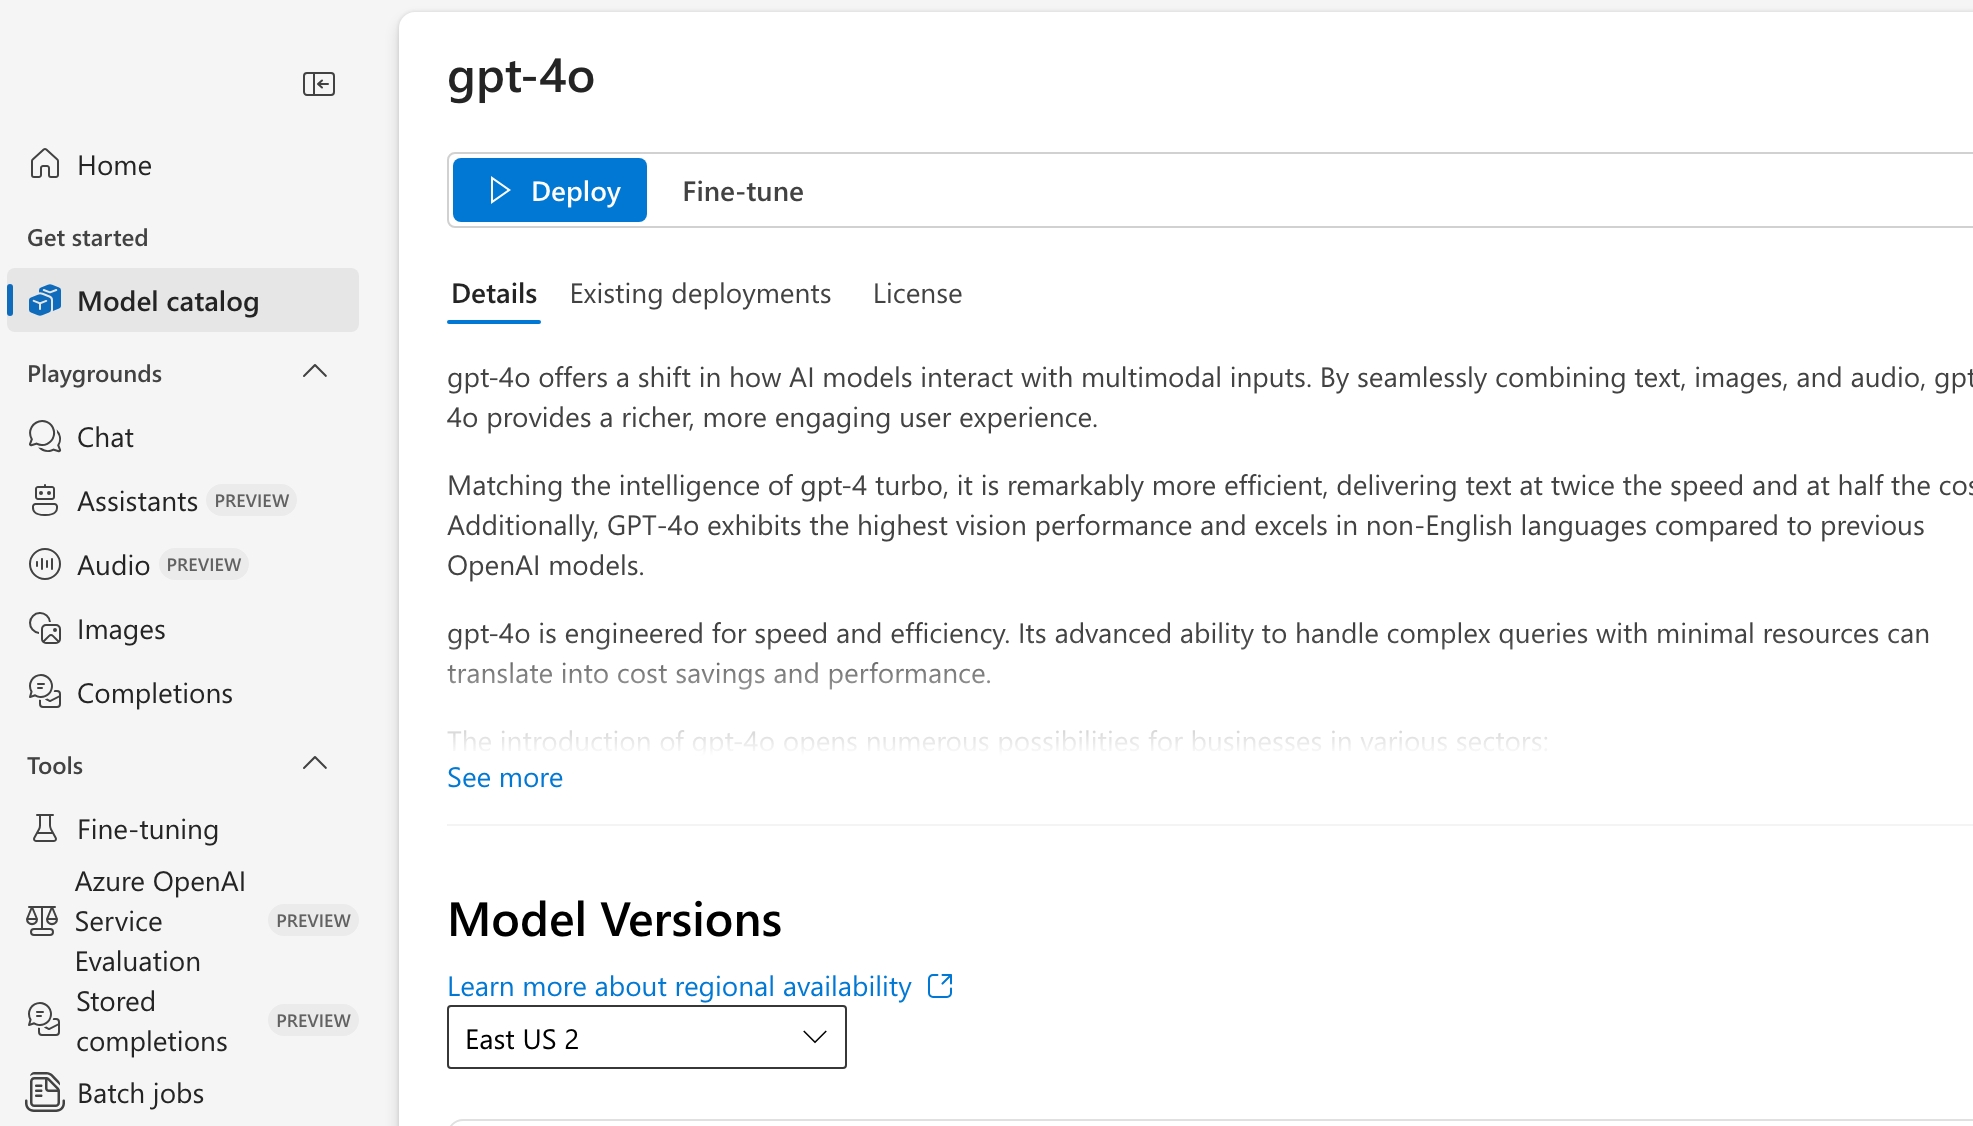 Home
Get started
Model catalog
Playgrounds
Chat
Assistants PREVIEW
Audio PREVIEW
Images
Completions
Tools
Fine-tuning
Azure OpenAI
Service PREVIEW
Evaluation
Stored
completions PREVIEW
Batch jobs
gpt-4o
Deploy Fine-tune
Details Existing deployments License
gpt-4o offers a shift in how AI models interact with multimodal inputs. By seamlessly combining text, images, and audio, gpt
4o provides a richer, more engaging user experience.
Matching the intelligence of gpt-4 turbo, it is remarkably more efficient, delivering text at twice the speed and at half the cos
Additionally, GPT-4o exhibits the highest vision performance and excels in non-English languages compared to previous
OpenAI models.
gpt-4o is engineered for speed and efficiency. Its advanced ability to handle complex queries with minimal resources can
translate into cost savings and performance.
The introduction of gpt-4o opens numerous possibilities for businesses in various sectors:
See more
Model Versions
Learn more about regional availability
East US 2